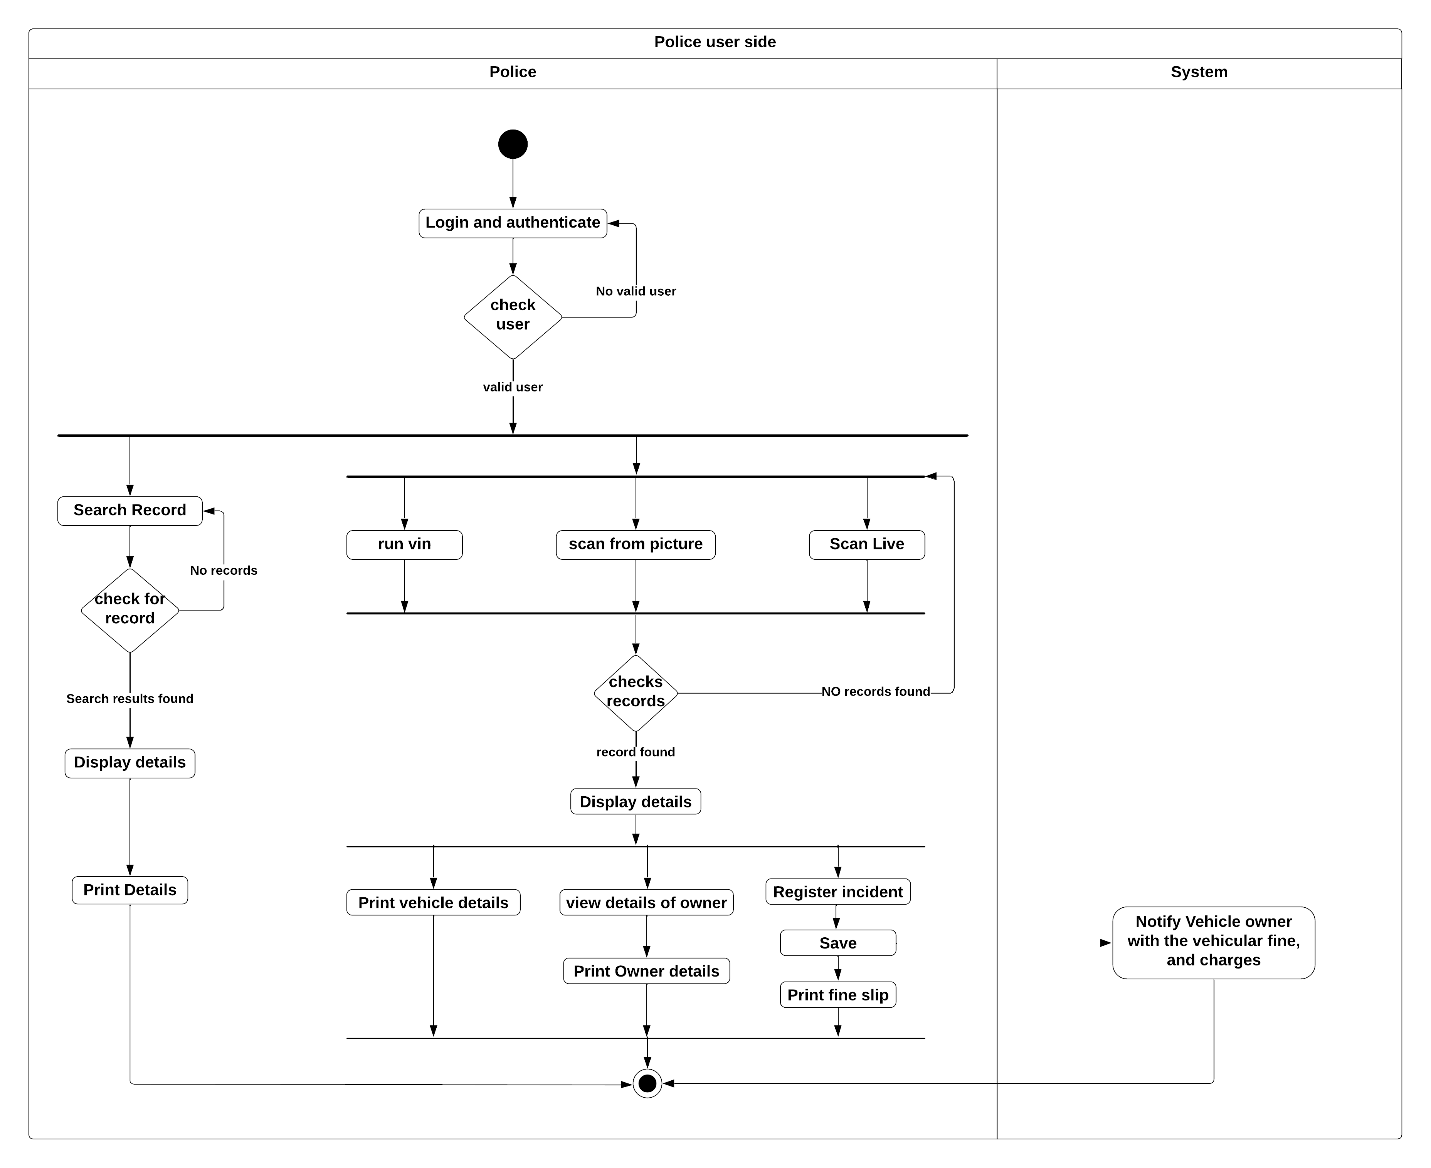 Police user side
Police
System
Login and authenticate
No valid user
check
user
valid user
Search Record
No records
check for
record
Search results found
Display details
Print Details
run vin
scan from picture
Scan Live
checks
records
NO records found
record found
Display details
Print vehicle details
view details of owner
Print Owner details
Register incident
Save
Print fine slip
Notify Vehicle owner
with the vehicular fine,
and charges